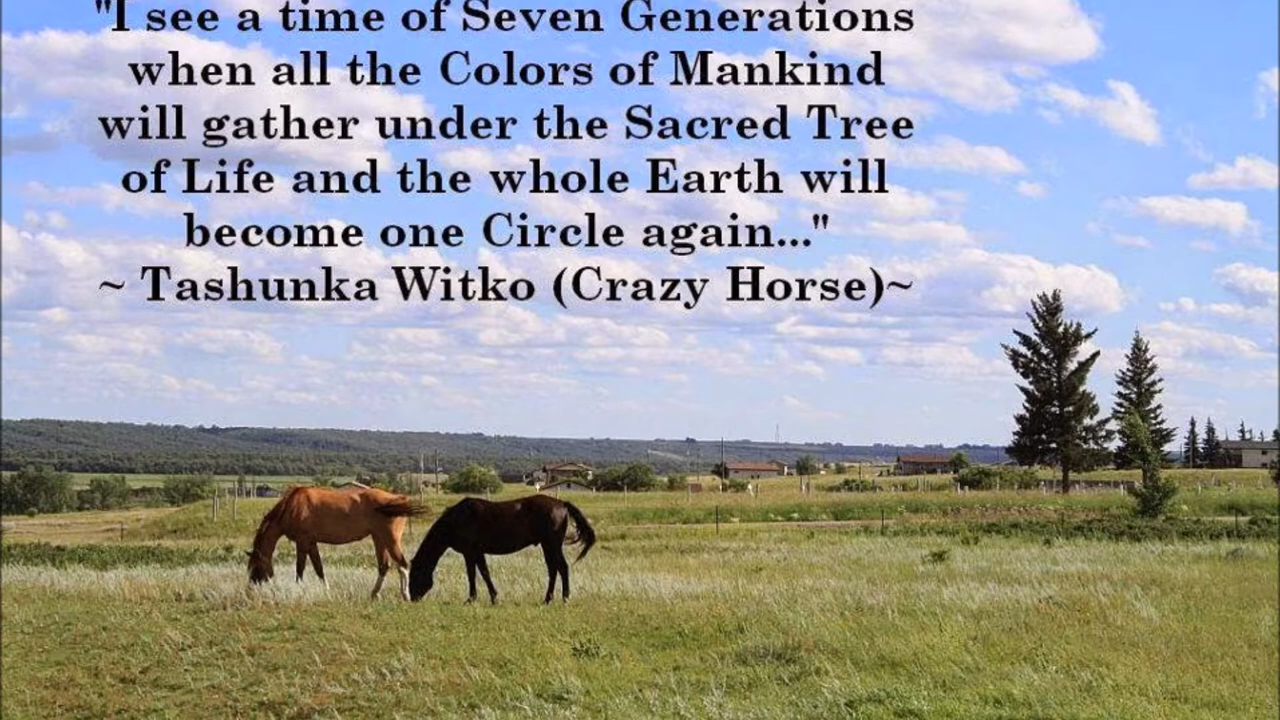 "I see a time of Seven Generations
when all the Colors of Mankind
will gather under the Sacred Tree
of Life and the whole Earth will
become one Circle again..."
~ Tashunka Witko (Crazy Horse)~